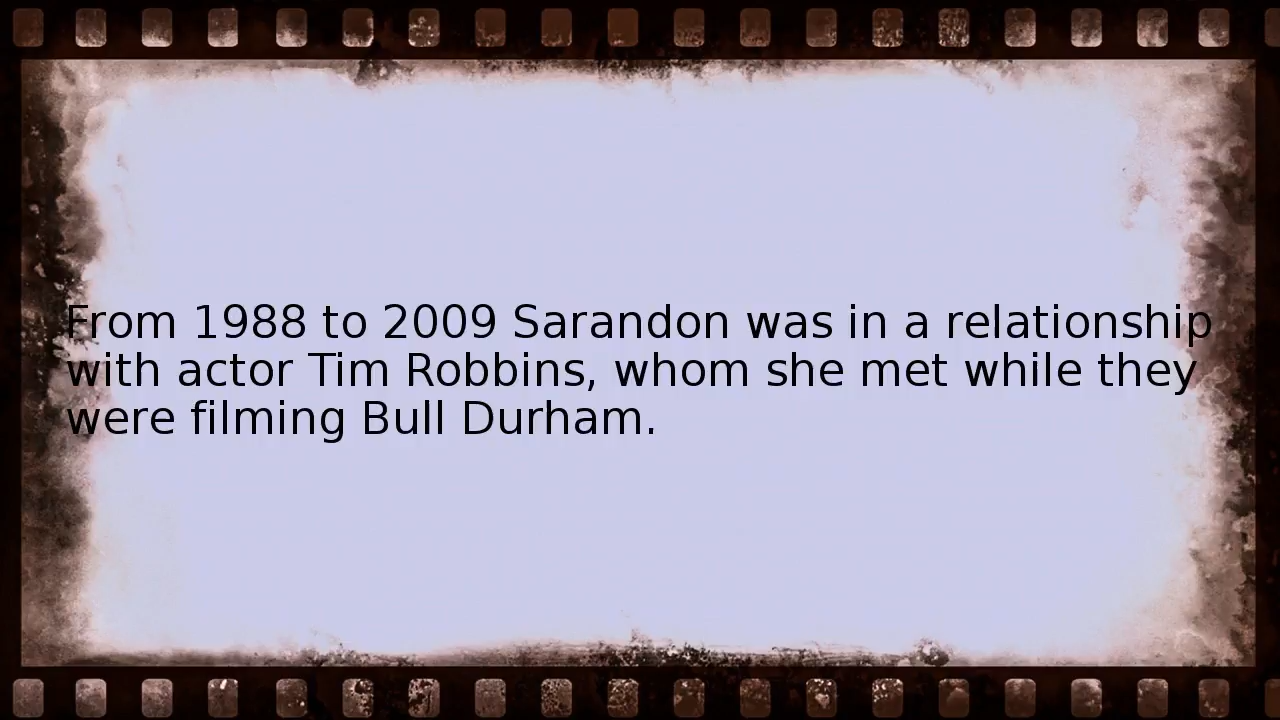 From 1988 to 2009 Sarandon was in a relationship
with actor Tim Robbins, whom she met while they
were filming Bull Durham.